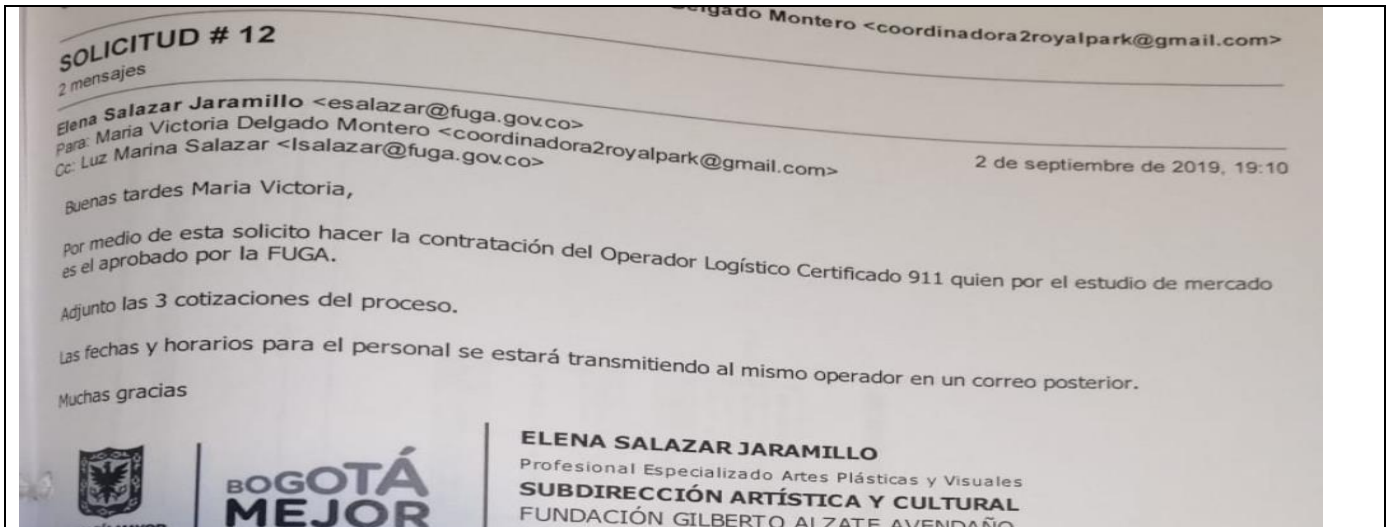 elgado Montero <coordinadora2royalpark@gmail.com>
SOLICITUD # 12
2 mensajes
Elena Salazar Jaramillo <esalazar@fuga.gov.co>
Para: Maria Victoria Delgado Montero <coordinadora2royalpark@gmail.com>
Cc: Luz Marina Salazar <lsalazar@fuga.gov.co>
2 de septiembre de 2019, 19:10
Buenas tardes Maria Victoria,
Por medio de esta solicito hacer la contratación del Operador Logístico Certificado 911 quien por el estudio de mercado
es el aprobado por la FUGA.
Adjunto las 3 cotizaciones del proceso.
Las fechas y horarios para el personal se estará transmitiendo al mismo operador en un correo posterior.
Muchas gracias
BOGOTÁ
MEJOR
ELENA SALAZAR JARAMILLO
Profesional Especializado Artes Plásticas y Visuales
SUBDIRECCIÓN ARTÍSTICA Y CULTURAL
FUNDACIÓN GILBERTO ALZATE AVENDAÑO